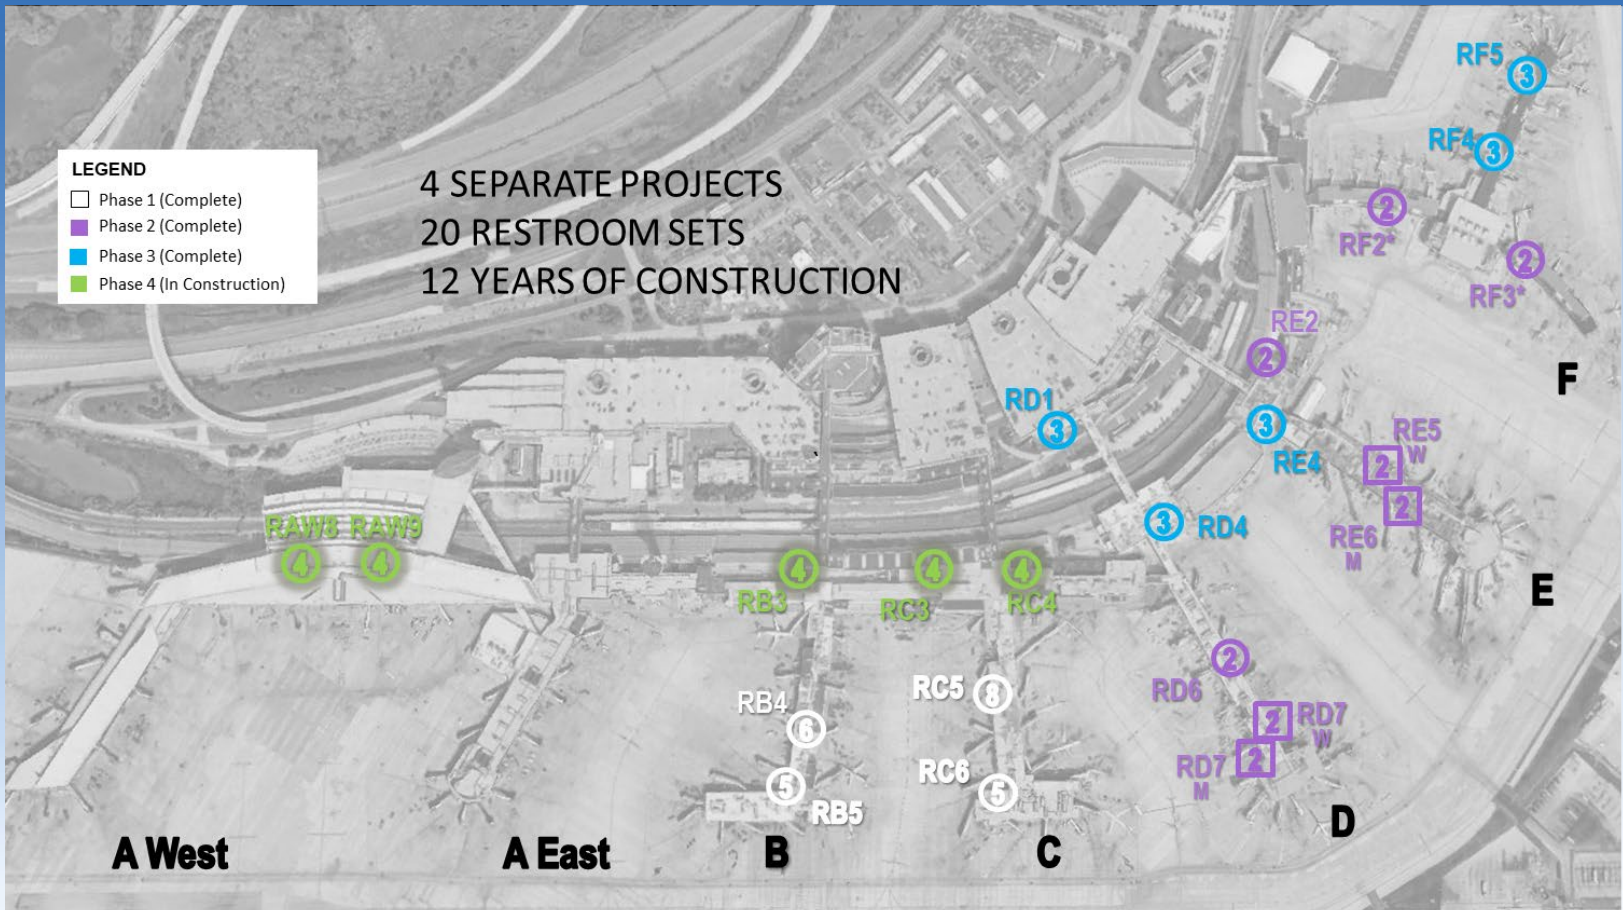 LEGEND
Phase 1 (Complete)
Phase 2 (Complete)
Phase 3 (Complete)
Phase 4 (In Construction)
4 SEPARATE PROJECTS
20 RESTROOM SETS
12 YEARS OF CONSTRUCTION
RF5
3
RF4
3
2
RF2*
2
RF3*
RE2
2
F
RD1
3
3
RE4
RE5
W
2
2
RE6
M
E
3
RD4
RAW8
RAW9
4
4
4
RB3
4
RC3
4
RC4
2
RD6
2
RD7
W
RD7
M
2
RB4
6
5
RB5
RC5
8
RC6
5
A West
A East
B
C
D